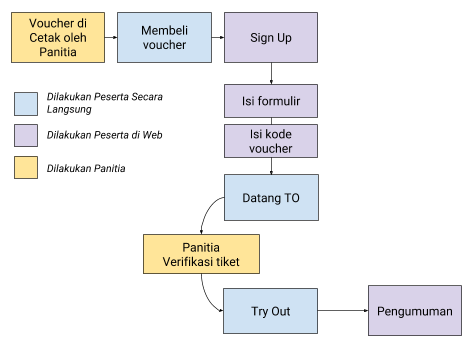 Voucher di
Cetak oleh
Panitia
Membeli
voucher
Sign Up
Dilakukan Peserta Secara
Langsung
Dilakukan Peserta di Web
Dilakukan Panitia
Isi formulir
Isi kode
voucher
Datang TO
Panitia
Verifikasi tiket
Try Out
Pengumuman